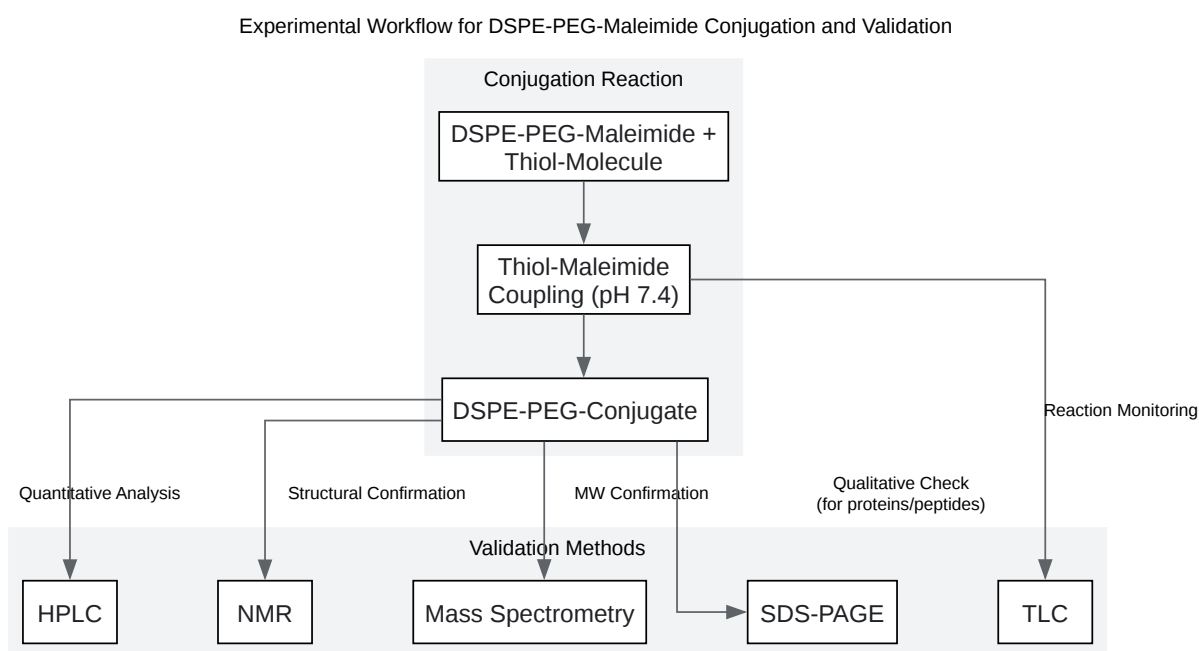 Experimental Workflow for DSPE-PEG-Maleimide Conjugation and Validation
Conjugation Reaction
DSPE-PEG-Maleimide +
Thiol-Molecule
Thiol-Maleimide
Coupling (pH 7.4)
DSPE-PEG-Conjugate
Reaction Monitoring
Quantitative Analysis
Structural Confirmation
MW Confirmation
Qualitative Check
(for proteins/peptides)
Validation Methods
HPLC
NMR
Mass Spectrometry
SDS-PAGE
TLC